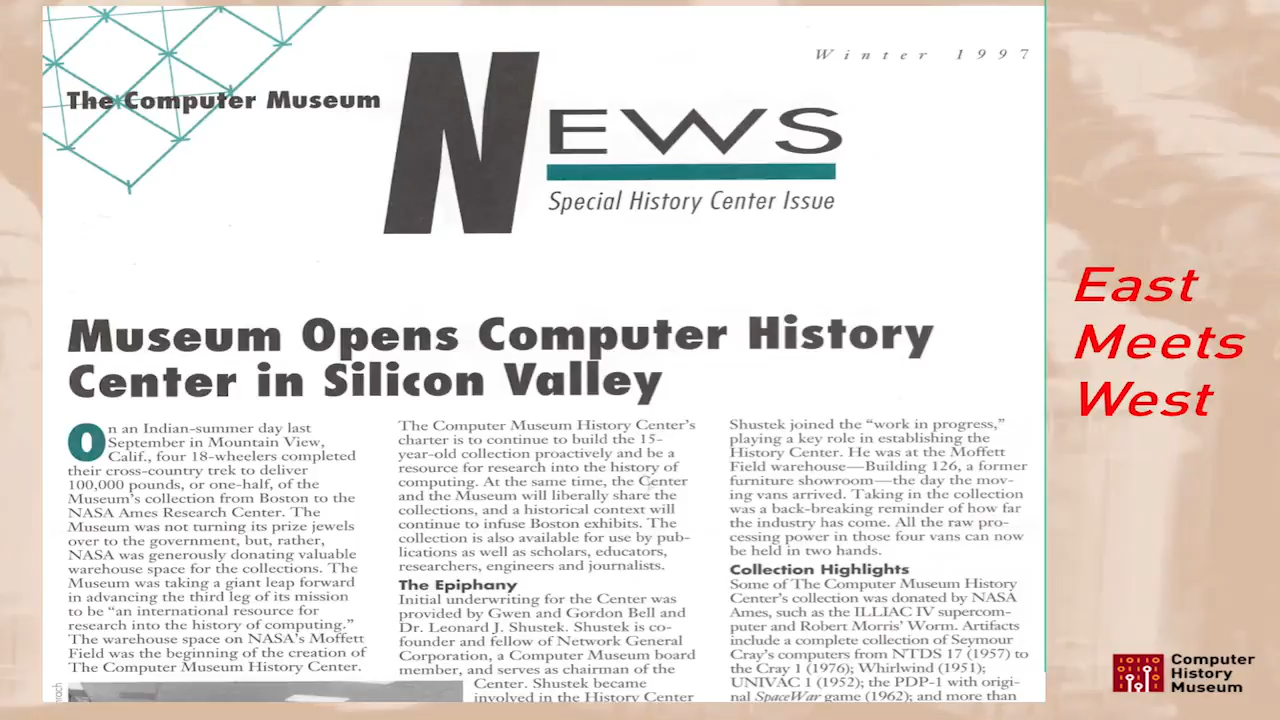 Winter 1997
The Computer Museum
NEWS
Special History Center Issue
Museum Opens Computer History
Center in Silicon Valley
On an Indian-summer day last
September in Mountain View,
Calif., four 18-wheelers completed
their cross-country trek to deliver
100,000 pounds, or one-half, of the
Museum's collection from Boston to the
NASA Ames Research Center. The
Museum was not turning its prize jewels
over to the government, but, rather,
NASA was generously donating valuable
warehouse space for the collections. The
Museum was taking a giant leap forward
in advancing the third leg of its mission
to be "an international resource for
research into the history of computing."
The warehouse space on NASA's Moffett
Field was the beginning of the creation of
The Computer Museum History Center.
The Computer Museum History Center's
charter is to continue to build the 15-
year-old collection proactively and be a
resource for research into the history of
computing. At the same time, the Center
and the Museum will liberally share the
collections, and a historical context will
continue to infuse Boston exhibits. The
collection is also available for use by pub-
lications as well as scholars, educators,
researchers, engineers and journalists.
The Epiphany
Initial underwriting for the Center was
provided by Gwen and Gordon Bell and
Dr. Leonard J. Shustek. Shustek is co-
founder and fellow of Network General
Corporation, a Computer Museum board
member, and serves as chairman of the
Center. Shustek became
involved in the History Center
Shustek joined the "work in progress,"
playing a key role in establishing the
History Center. He was at the Moffett
Field warehouse—Building 126, a former
furniture showroom—the day the mov-
ing vans arrived. Taking in the collection
was a back-breaking reminder of how far
the industry has come. All the raw pro-
cessing power in those four vans can now
be held in two hands.
Collection Highlights
Some of The Computer Museum History
Center's collection was donated by NASA
Ames, such as the ILLIAC IV supercom-
puter and Robert Morris' Worm. Artifacts
include a complete collection of Seymour
Cray's computers from NTDS 17 (1957) to
the Cray 1 (1976); Whirlwind (1951);
UNIVAC 1 (1952); the PDP-1 with origi-
nal SpaceWar game (1962); and more than
East
Meets
West
Computer
History
Museum